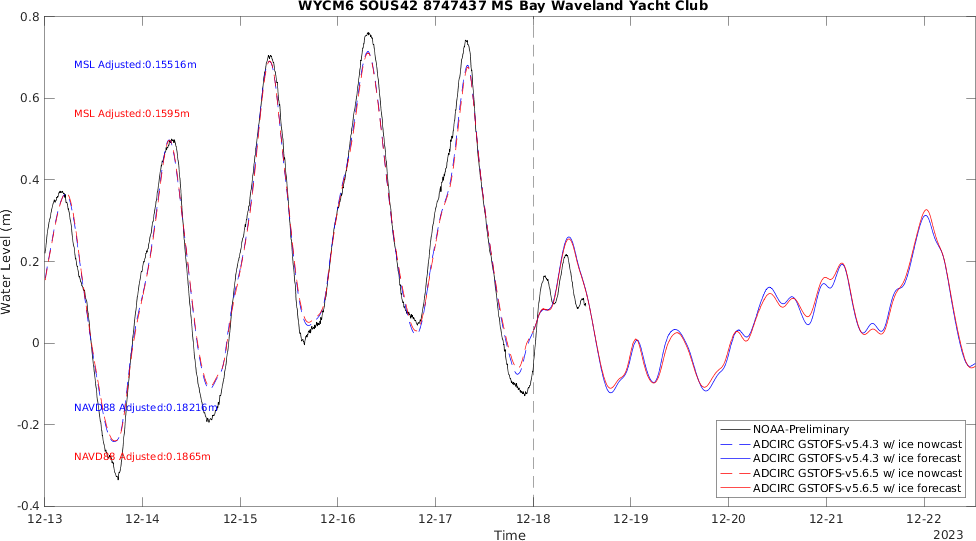 WYCM6 SOUS42 8747437 MS Bay Waveland Yacht Club
0.8
0.6
0.4
0.2
0
-0.2
-0.4
Water Level (m)
MSL Adjusted:0.15516m
MSL Adjusted:0.1595m
NAVD88 Adjusted:0.18216m
NAVD88 Adjusted:0.1865m
NOAA-Preliminary
ADCIRC GSTOFS-v5.4.3 w/ ice nowcast
ADCIRC GSTOFS-v5.4.3 w/ ice forecast
ADCIRC GSTOFS-v5.6.5 w/ ice nowcast
ADCIRC GSTOFS-v5.6.5 w/ ice forecast
12-13 12-14 12-15 12-16 12-17 12-18 12-19 12-20 12-21 12-22
Time
2023